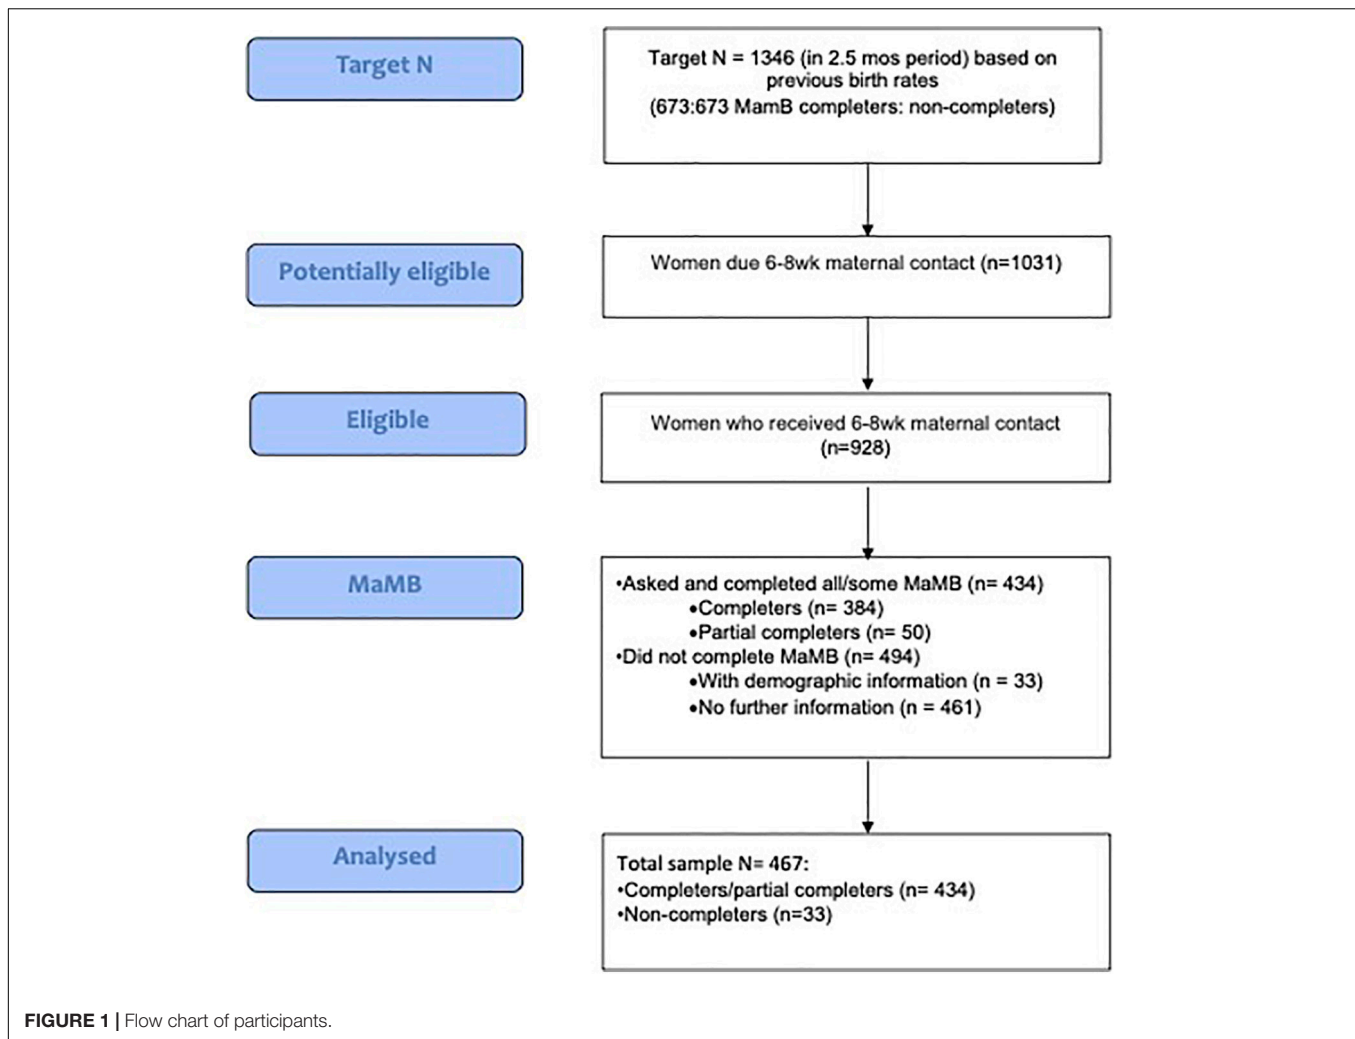 Target N
Target N = 1346 (in 2.5 mos period) based on
previous birth rates
(673:673 MamB completers: non-completers)
Potentially eligible
Women due 6-8wk maternal contact (n=1031)
Eligible
Women who received 6-8wk maternal contact
(n=928)
MaMB
•Asked and completed all/some MaMB (n= 434)
•Completers (n= 384)
•Partial completers (n= 50)
•Did not complete MaMB (n= 494)
•With demographic information (n = 33)
•No further information (n = 461)
Analysed
Total sample N= 467:
•Completers/partial completers (n= 434)
•Non-completers (n=33)
FIGURE 1 | Flow chart of participants.